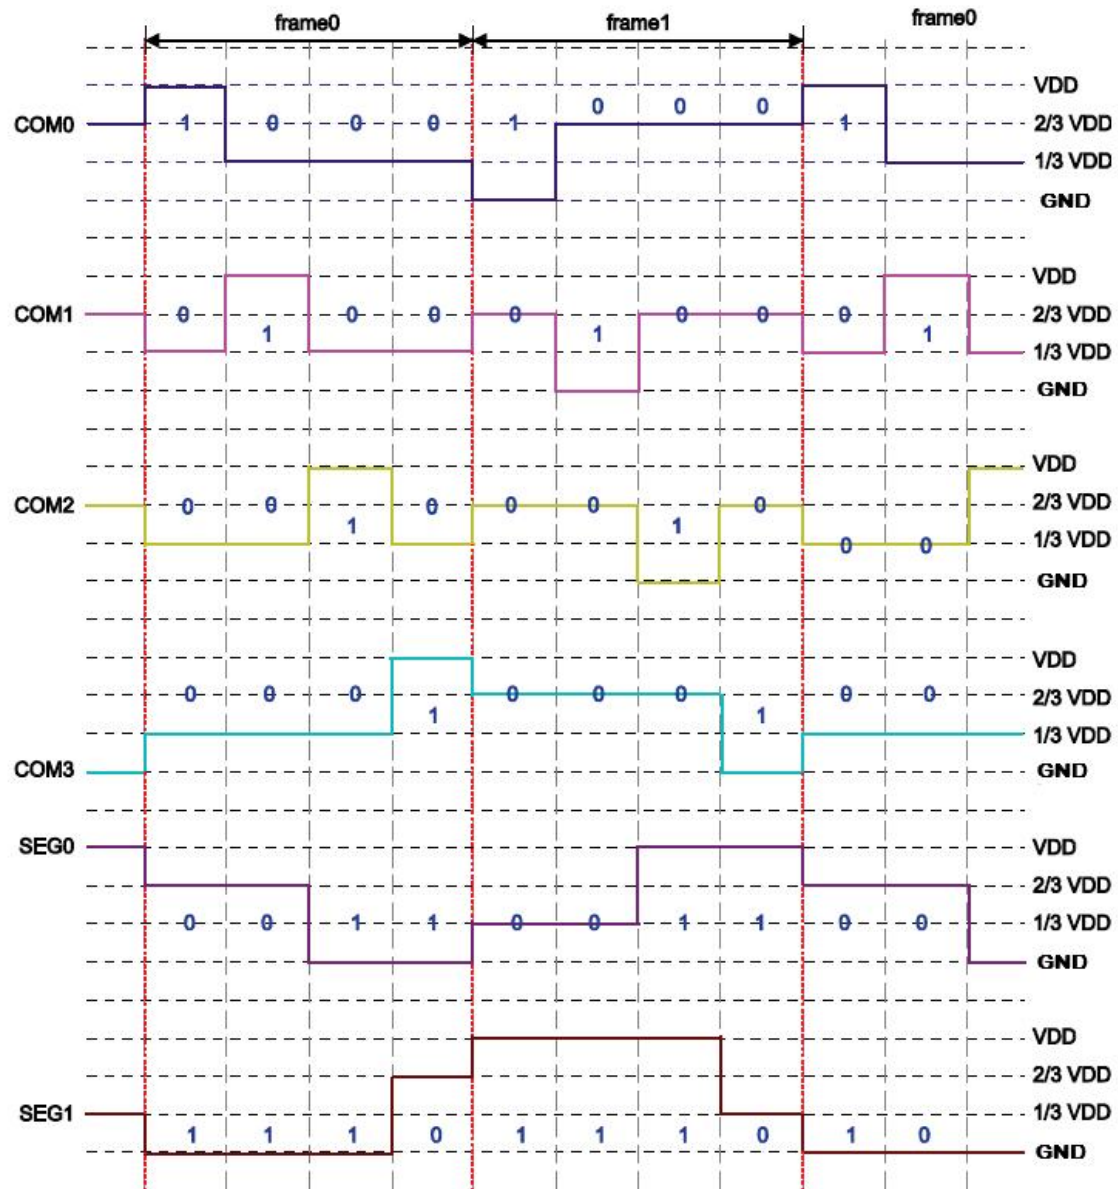 frame0 frame1 frame0
VDD
1 0 0 0 1 0 0 0 1
COM0 2/3 VDD
1/3 VDD
GND
VDD
COM1 0 1 0 0 0 1 0 0 0 1 2/3 VDD
1/3 VDD
GND
VDD
COM2 0 0 1 0 0 0 1 0 0 0 2/3 VDD
1/3 VDD
GND
VDD
0 0 0 1 0 0 0 1 0 0 2/3 VDD
1/3 VDD
COM3 GND
SEG0 VDD
2/3 VDD
0 0 1 1 0 0 1 1 0 0 1/3 VDD
GND
VDD
2/3 VDD
SEG1 1/3 VDD
1 1 1 0 1 1 1 0 1 0 GND